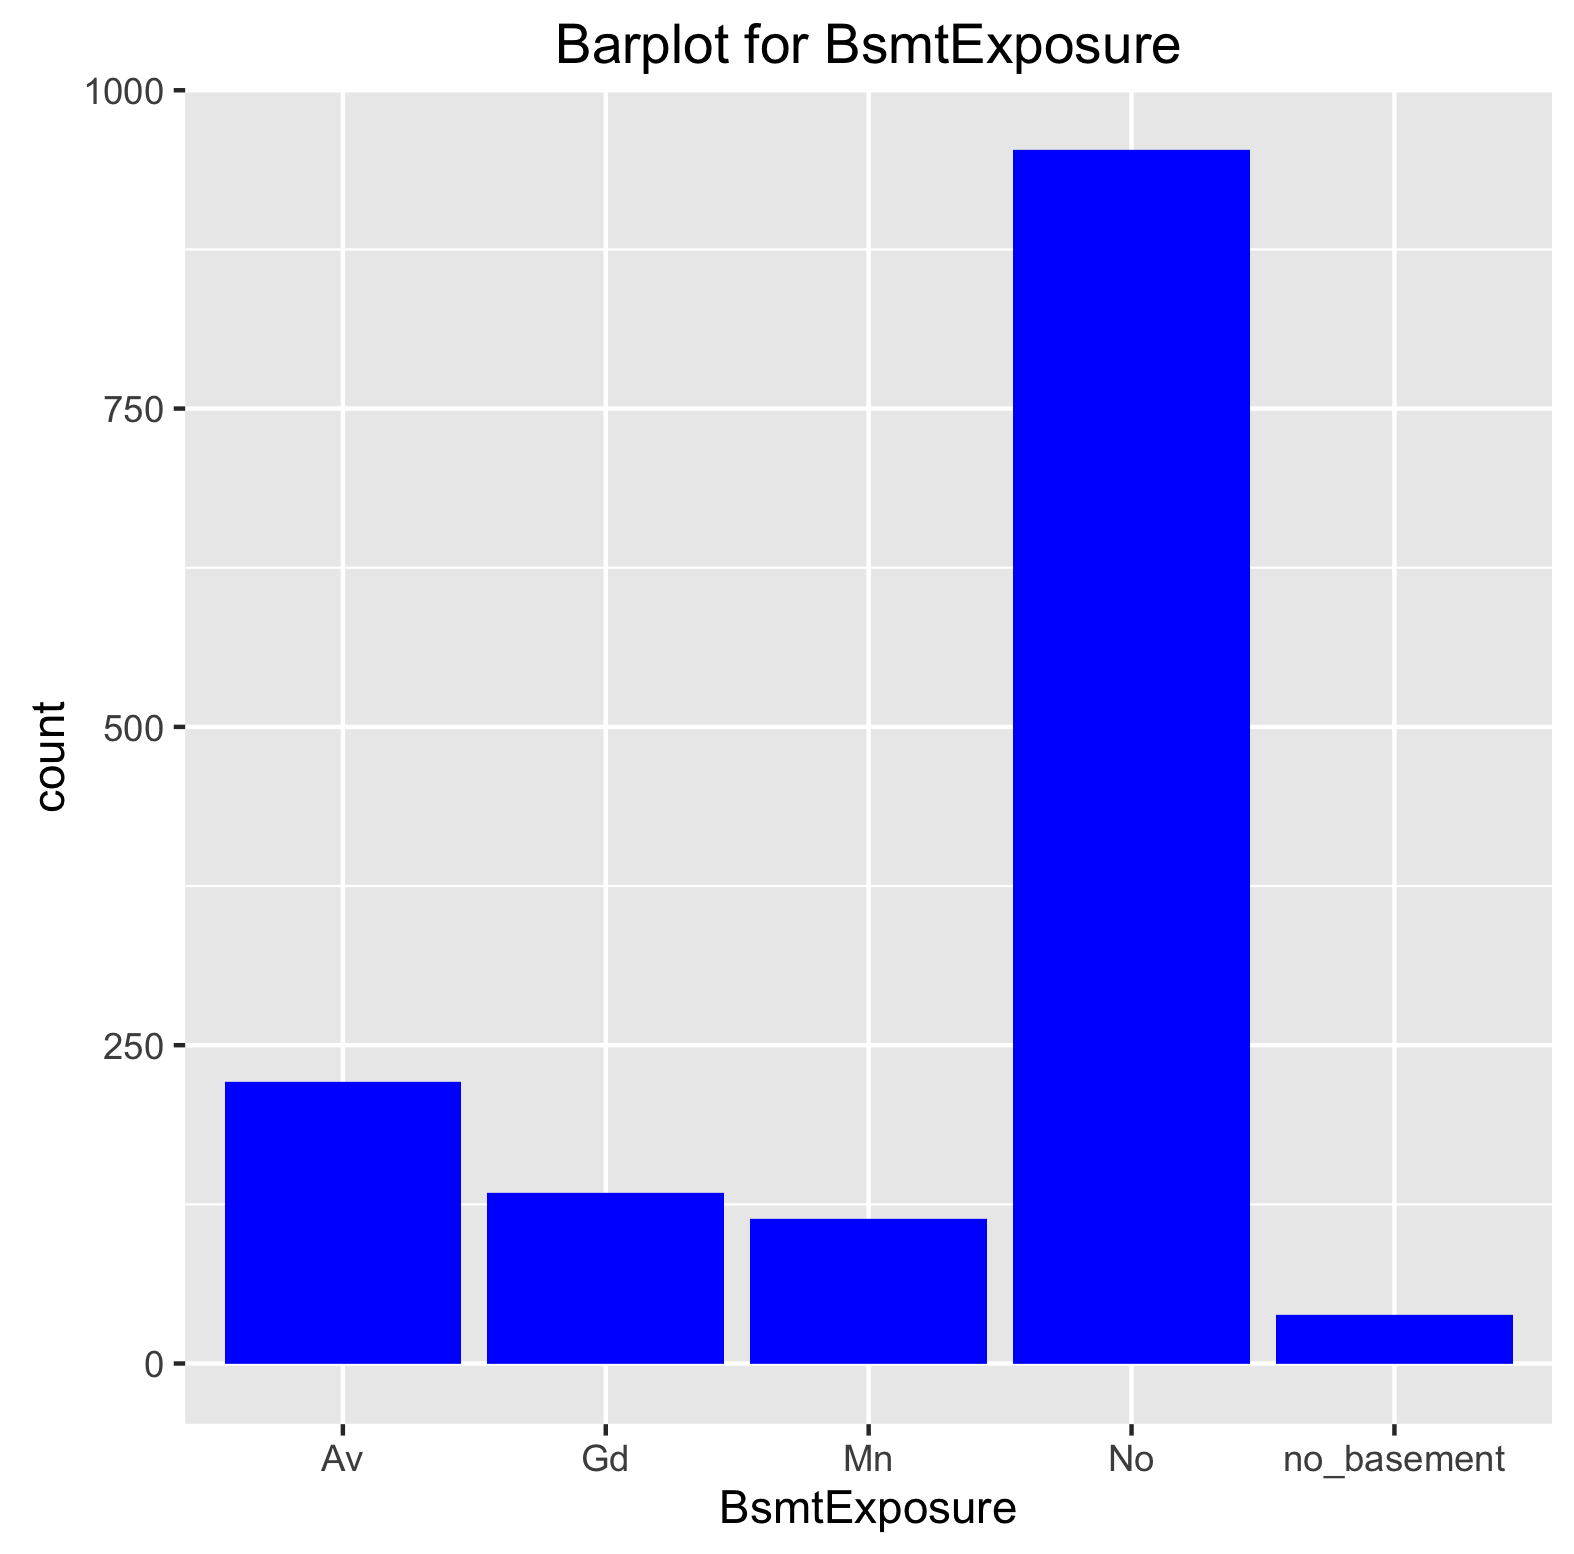 Barplot for BsmtExposure
1000
750
500
250
0
count
Av
Gd
Mn
No
no_basement
BsmtExposure